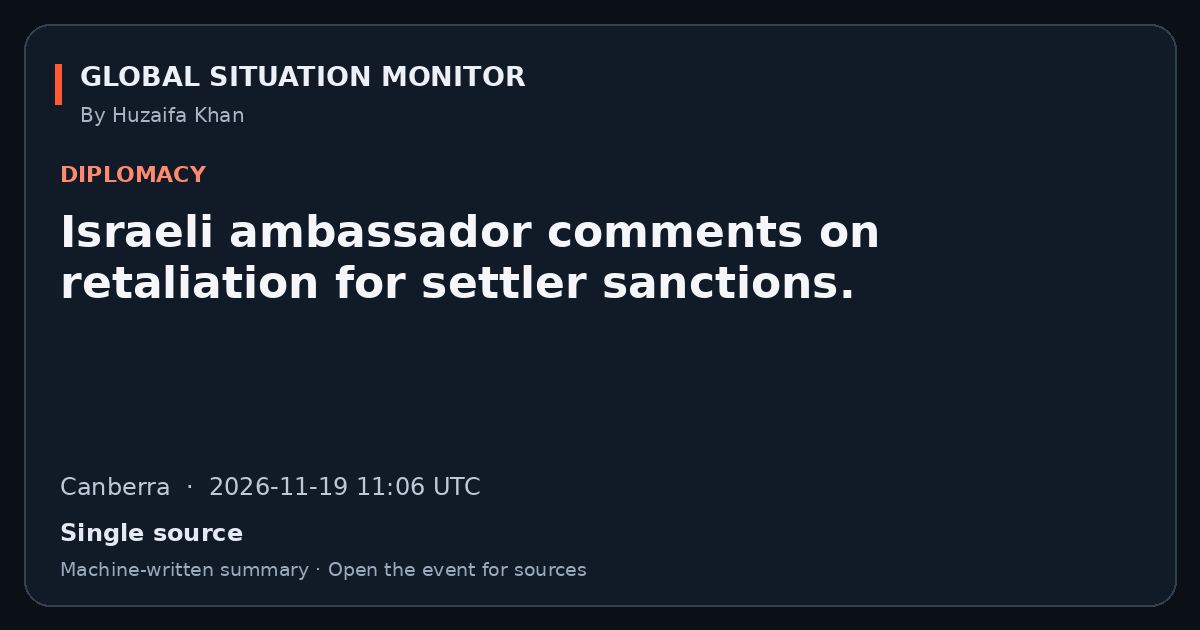 GLOBAL SITUATION MONITOR
By Huzaifa Khan
DIPLOMACY
Israeli ambassador comments on
retaliation for settler sanctions.
Canberra · 2026-11-19 11:06 UTC
Single source
Machine-written summary · Open the event for sources